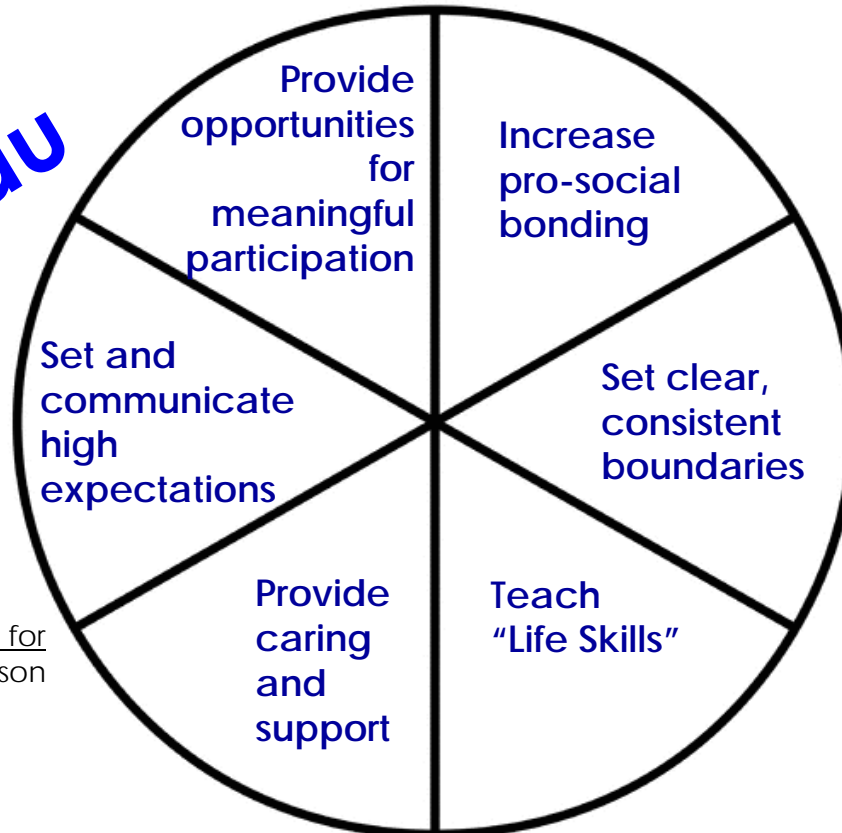 Provide
opportunities
for
meaningful
participation
Increase
pro-social
bonding
Set clear,
consistent
boundaries
Teach
“Life Skills”
Provide
caring
and
support
Set and
communicate
high
expectations
for